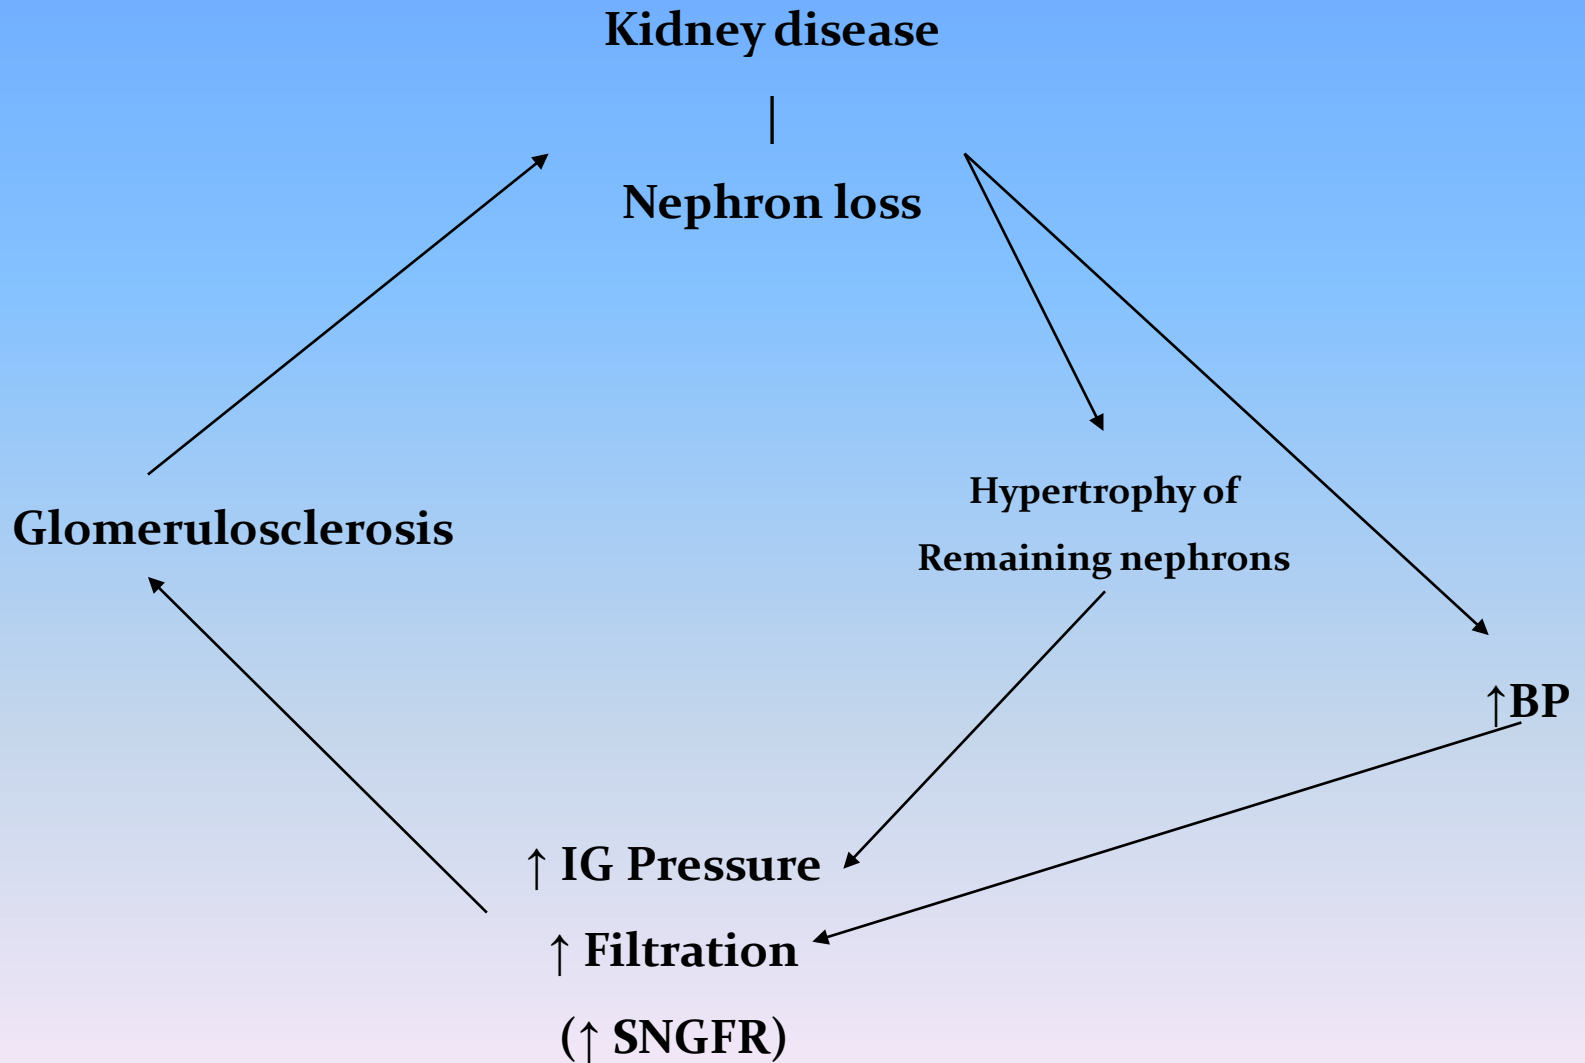 Kidney disease
|
Nephron loss
Hypertrophy of
Remaining nephrons
Glomerulosclerosis
↑BP
↑ IG Pressure
↑ Filtration
(↑ SNGFR)